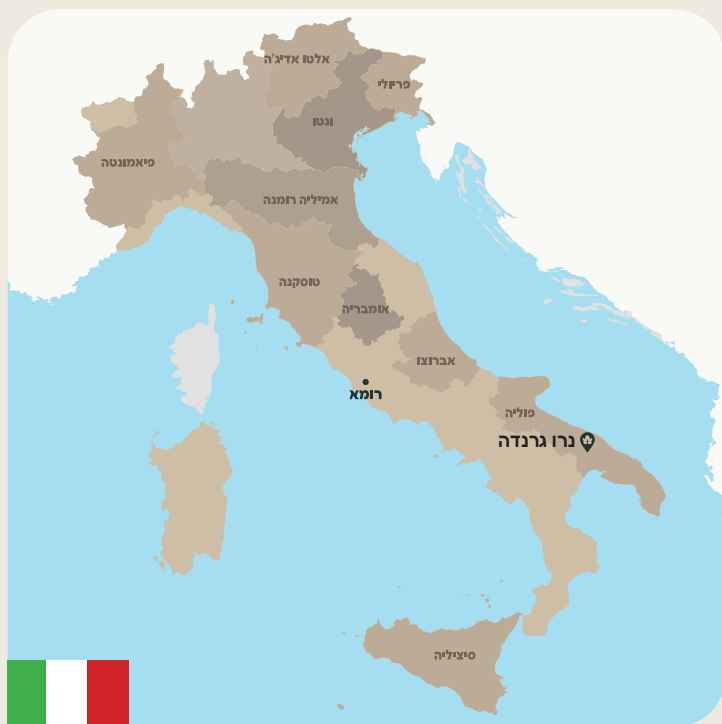 אלטו אדיג'ה
פריולי
ונטו
פיאמונטה
אמיליה רומנה
טוסקנה
אומבריה
אברוצו
רומא
פוליה
נרו גרנדה
סיציליה